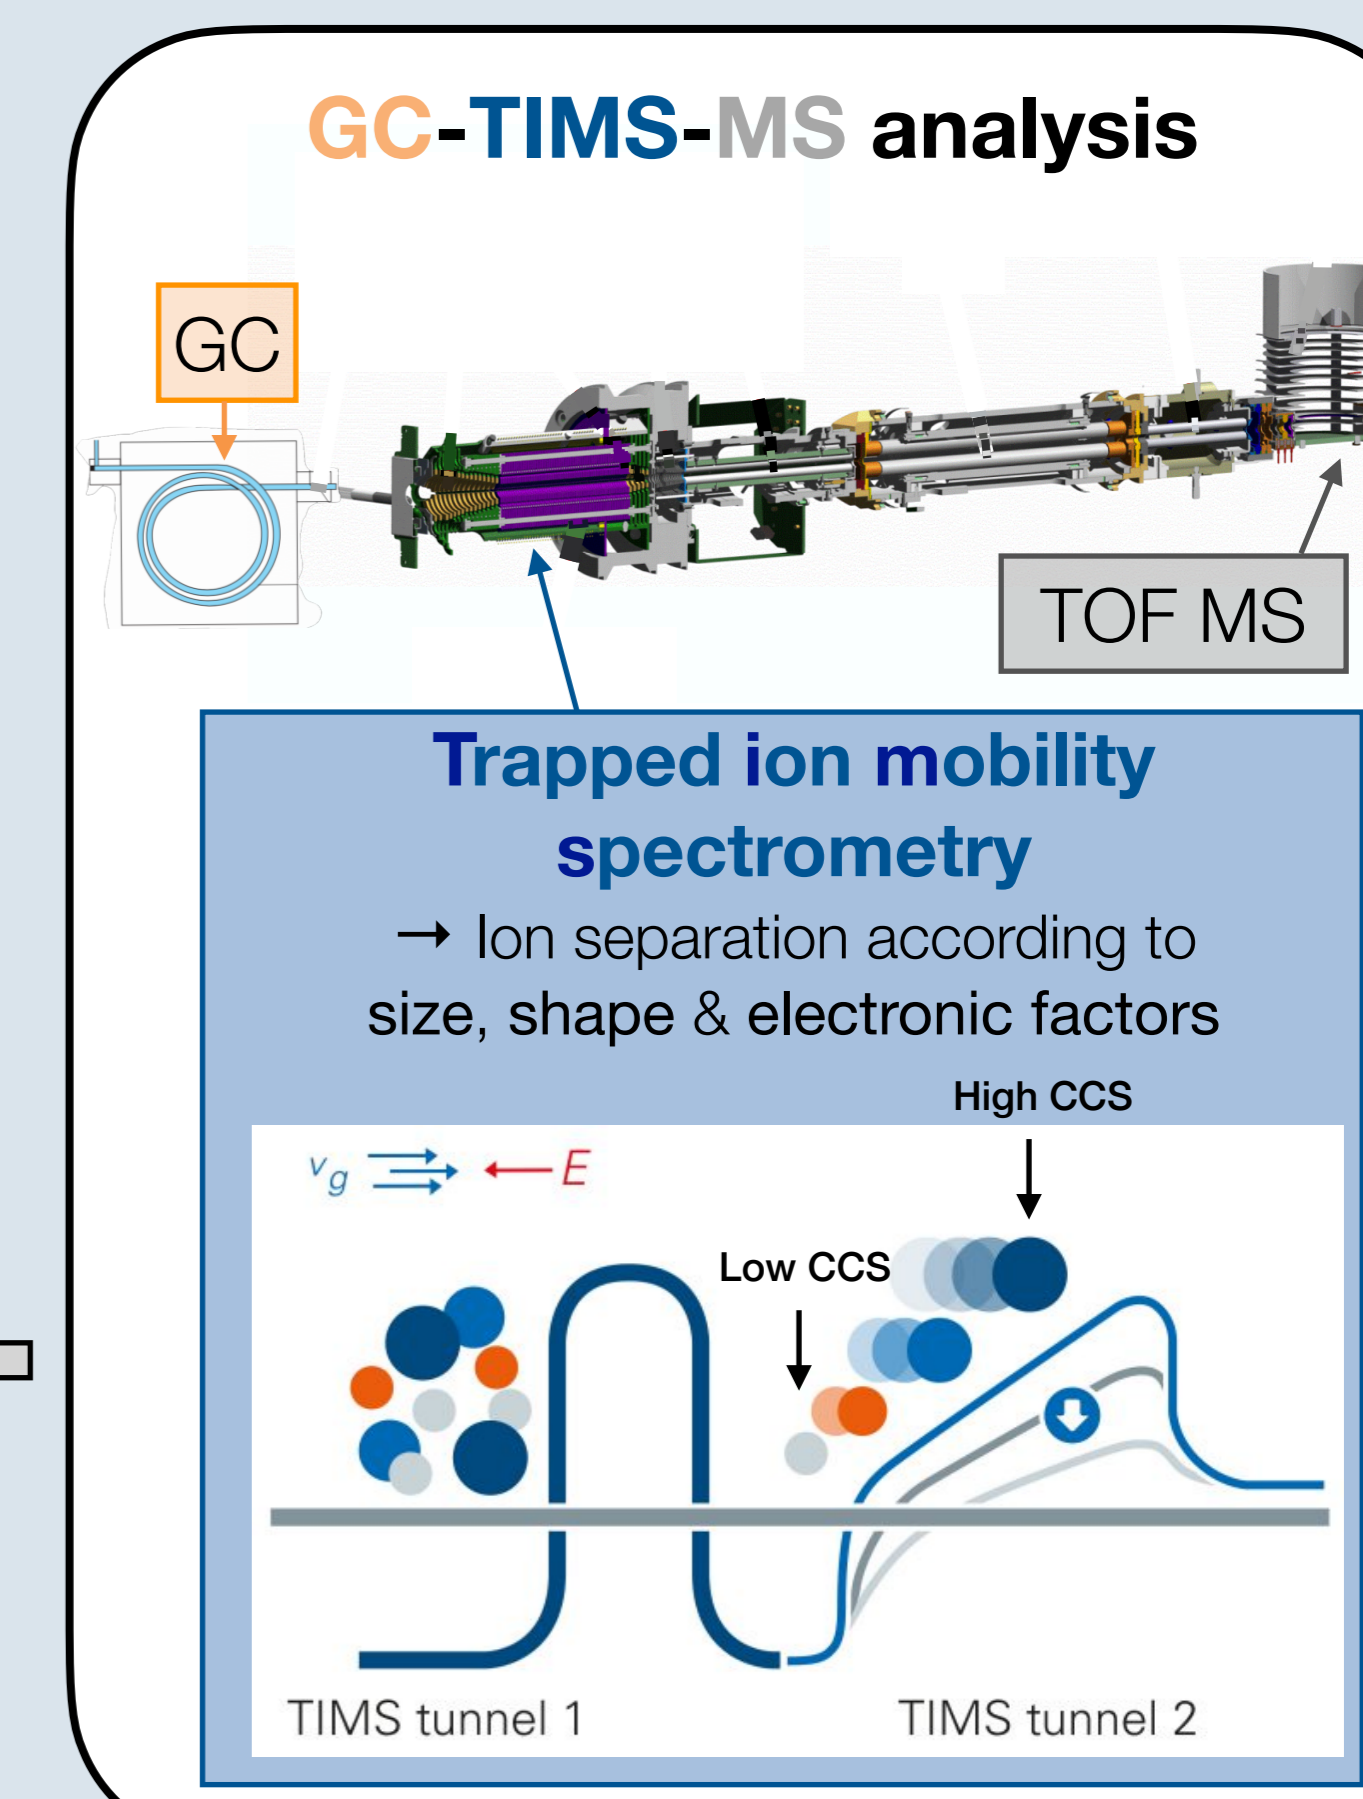 GC-TIMS-MS analysis
GC
TOF MS
Trapped ion mobility
spectrometry
→ Ion separation according to
size, shape & electronic factors
High CCS
vg E
Low CCS
TIMS tunnel 1
TIMS tunnel 2